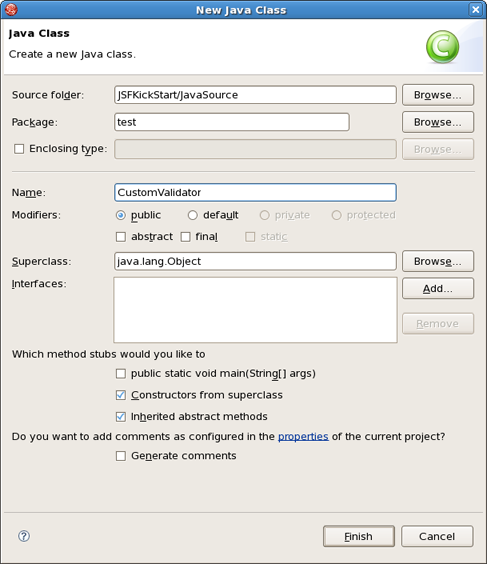 New Java Class
Java Class
Create a new Java class.
C
Source folder: JSFKickStart/JavaSource Browse...
Package: test Browse...
Enclosing type: Browse...
Name: CustomValidator
Modifiers: public default private protected
abstract final static
Superclass: java.lang.Object Browse...
Interfaces: Add...
Remove
Which method stubs would you like to
public static void main(String[] args)
Constructors from superclass
Inherited abstract methods
Do you want to add comments as configured in the properties of the current project?
Generate comments
? Finish Cancel